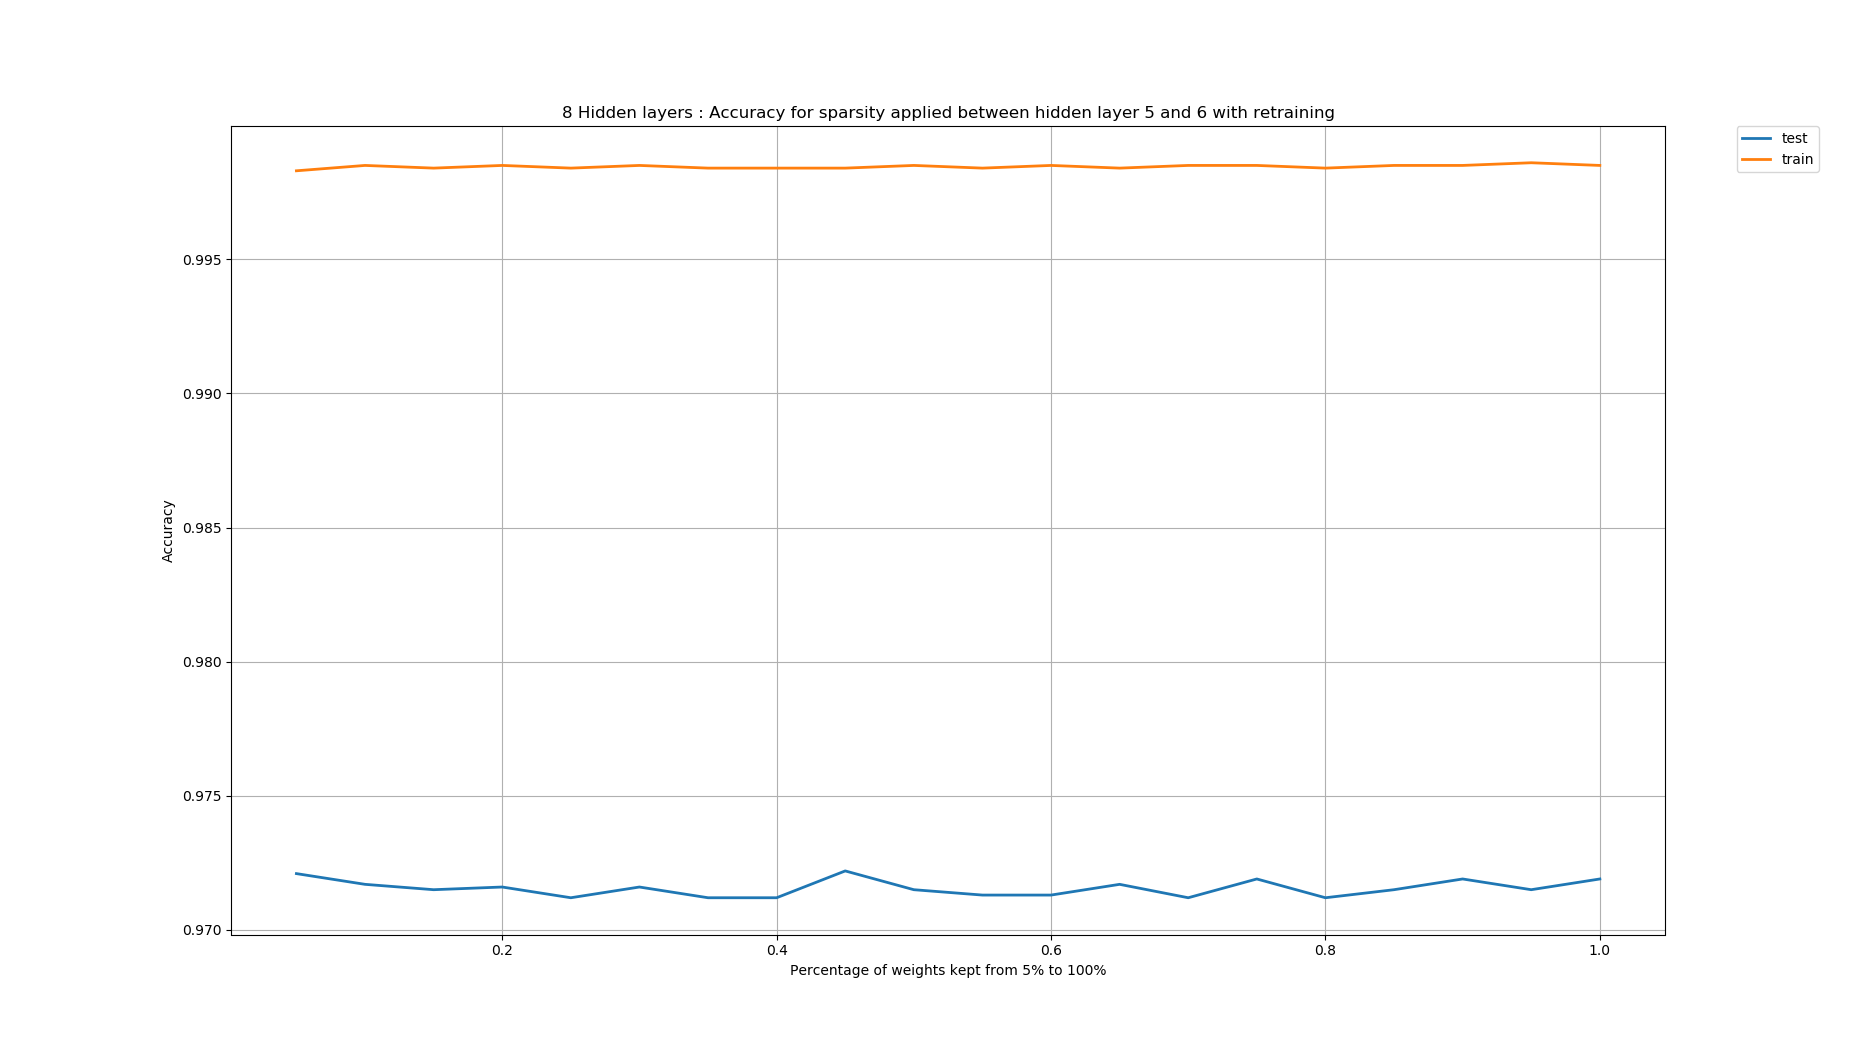 8 Hidden layers : Accuracy for sparsity applied between hidden layer 5 and 6 with retraining
test
train
0.995
0.990
0.985
0.980
0.975
0.970
Accuracy
0.2 0.4 0.6 0.8 1.0
Percentage of weights kept from 5% to 100%